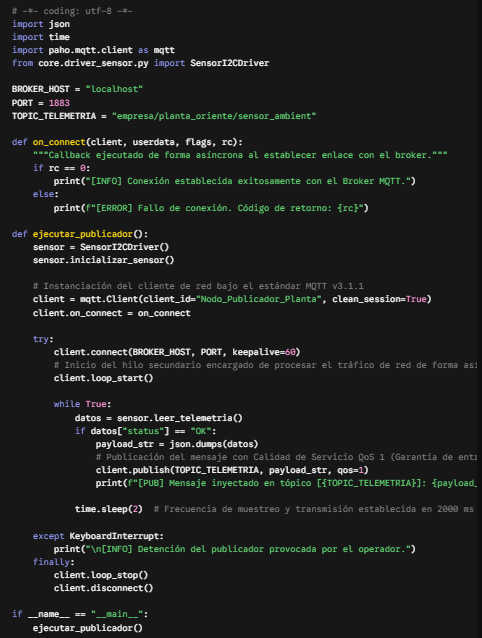 # -*- coding: utf-8 -*-
import json
import time
import paho.mqtt.client as mqtt
from core.driver_sensor.py import SensorI2CDriver

BROKER_HOST = "localhost"
PORT = 1883
TOPIC_TELEMETRIA = "empresa/planta_oriente/sensor_ambient"

def on_connect(client, userdata, flags, rc):
    """Callback ejecutado de forma asíncrona al establecer enlace con el broker."""
    if rc == 0:
        print("[INFO] Conexión establecida exitosamente con el Broker MQTT.")
    else:
        print(f"[ERROR] Fallo de conexión. Código de retorno: {rc}")

def ejecutar_publicador():
    sensor = SensorI2CDriver()
    sensor.inicializar_sensor()

    # Instanciación del cliente de red bajo el estándar MQTT v3.1.1
    client = mqtt.Client(client_id="Nodo_Publicador_Planta", clean_session=True)
    client.on_connect = on_connect

    try:
        client.connect(BROKER_HOST, PORT, keepalive=60)
        # Inicio del hilo secundario encargado de procesar el tráfico de red de forma así
        client.loop_start()

        while True:
            datos = sensor.leer_telemetria()
            if datos["status"] == "OK":
                payload_str = json.dumps(datos)
                # Publicación del mensaje con Calidad de Servicio QoS 1 (Garantía de ent
                client.publish(TOPIC_TELEMETRIA, payload_str, qos=1)
                print(f"[PUB] Mensaje inyectado en tópico [{TOPIC_TELEMETRIA}]: {payload_

            time.sleep(2)  # Frecuencia de muestreo y transmisión establecida en 2000 ms

    except KeyboardInterrupt:
        print("\n[INFO] Detención del publicador provocada por el operador.")
    finally:
        client.loop_stop()
        client.disconnect()

if __name__ == "__main__":
    ejecutar_publicador()